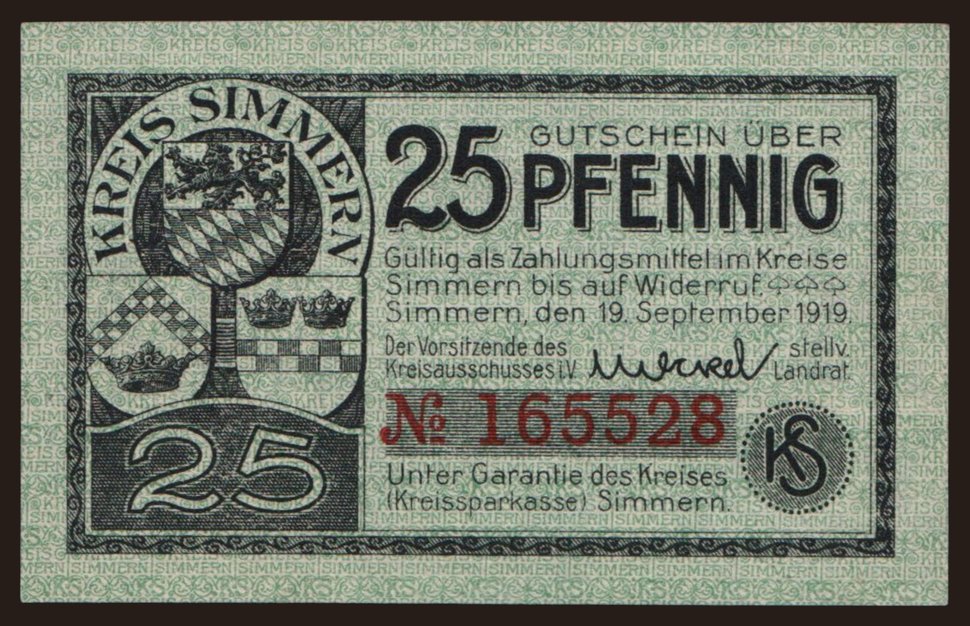 KREIS SIMMERN
25
GUTSCHEIN ÜBER
25 PFENNIG
Gültig als Zahlungsmittel im Kreise
Simmern bis auf Widerruf.
Simmern, den 19. September 1919.
Der Vorsitzende des
Kreisausschusses i.V.
stellv.
Landrat.
№ 165528
KS
Unter Garantie des Kreises
(Kreissparkasse) Simmern.